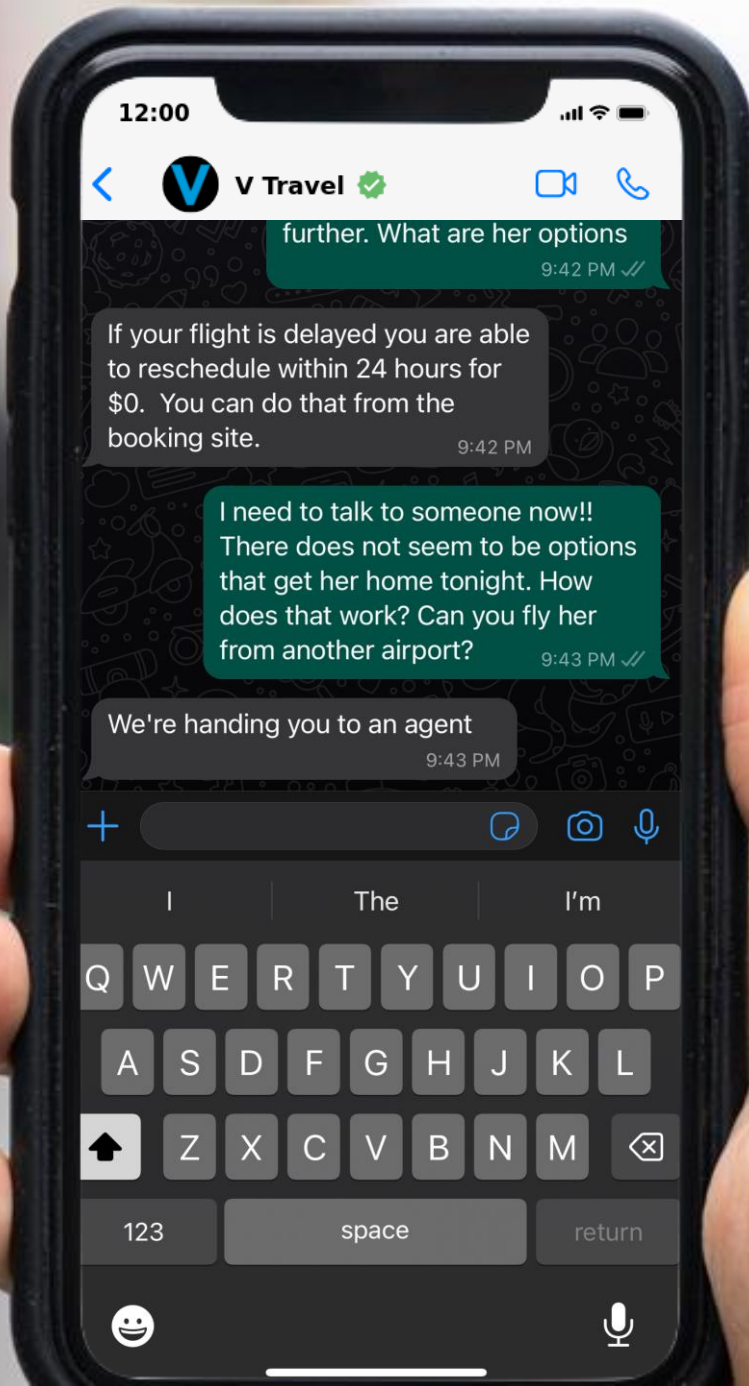 12:00
V
V Travel
further. What are her options
9:42 PM
If your flight is delayed you are able
to reschedule within 24 hours for
$0.  You can do that from the
booking site.
9:42 PM
I need to talk to someone now!!
There does not seem to be options
that get her home tonight. How
does that work? Can you fly her
from another airport?
9:43 PM
We're handing you to an agent
9:43 PM
I The I'm
Q W E R T Y U I O P
A S D F G H J K L
Z X C V B N M
123 space return